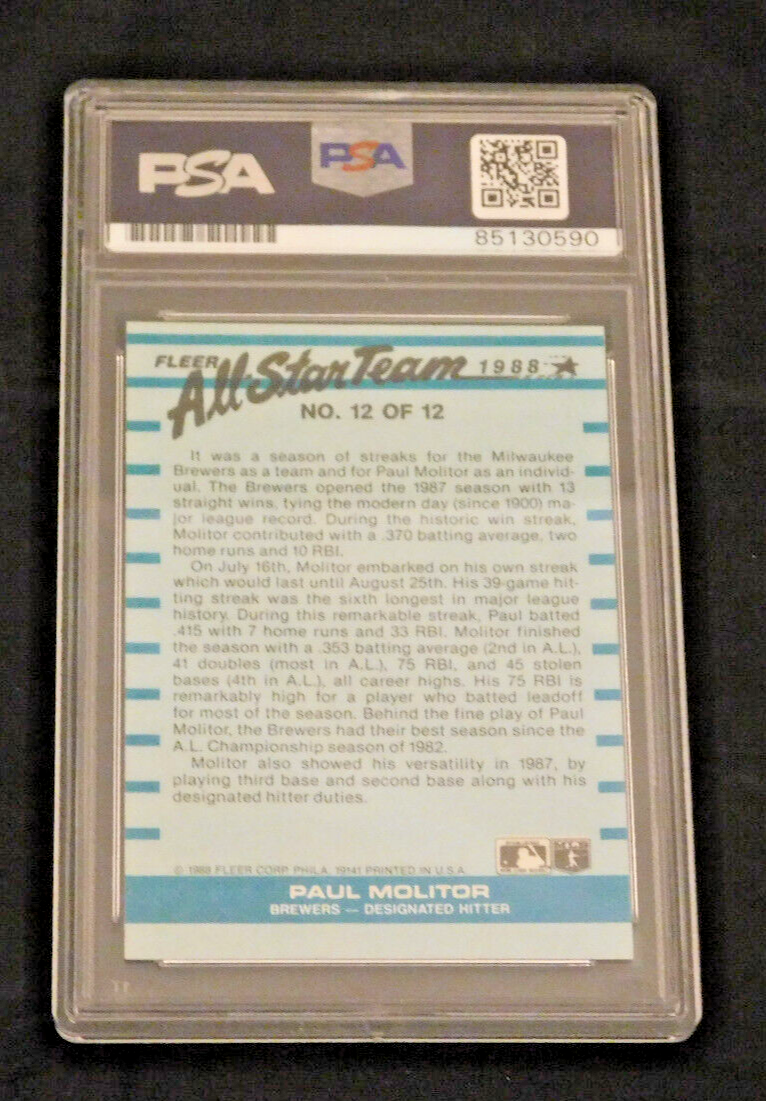 PSA
PSA
85130590
FLEER All Star Team 1988
NO. 12 OF 12
It was a season of streaks for the Milwaukee
Brewers as a team and for Paul Molitor as an individ-
ual. The Brewers opened the 1987 season with 13
straight wins, tying the modern day (since 1900) ma-
jor league record. During the historic win streak,
Molitor contributed with a .370 batting average, two
home runs and 10 RBI.
On July 16th, Molitor embarked on his own streak
which would last until August 25th. His 39-game hit-
ting streak was the sixth longest in major league
history. During this remarkable streak, Paul batted
.415 with 7 home runs and 33 RBI. Molitor finished
the season with a .353 batting average (2nd in A.L.),
41 doubles (most in A.L.), 75 RBI, and 45 stolen
bases (4th in A.L.), all career highs. His 75 RBI is
remarkably high for a player who batted leadoff
for most of the season. Behind the fine play of Paul
Molitor, the Brewers had their best season since the
A.L. Championship season of 1982.
Molitor also showed his versatility in 1987, by
playing third base and second base along with his
designated hitter duties.
© 1988 FLEER CORP. PHILA. 19141 PRINTED IN U.S.A.
PAUL MOLITOR
BREWERS — DESIGNATED HITTER